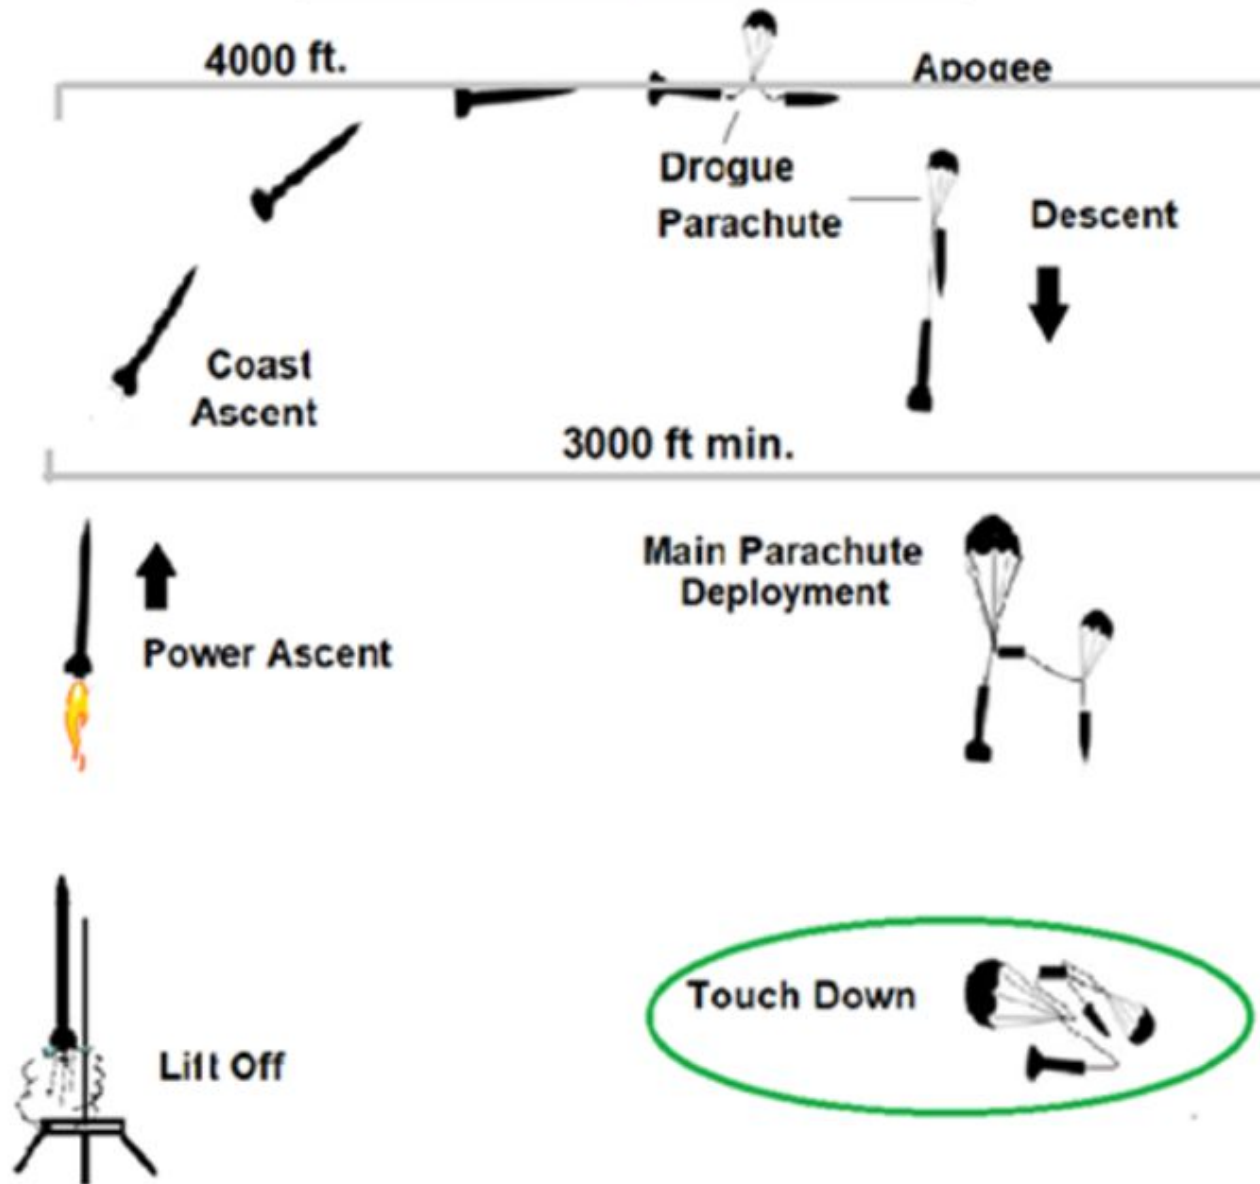 4000 ft.
Apogee
Drogue
Parachute
Descent
Coast
Ascent
3000 ft min.
Main Parachute
Deployment
Power Ascent
Touch Down
Lift Off